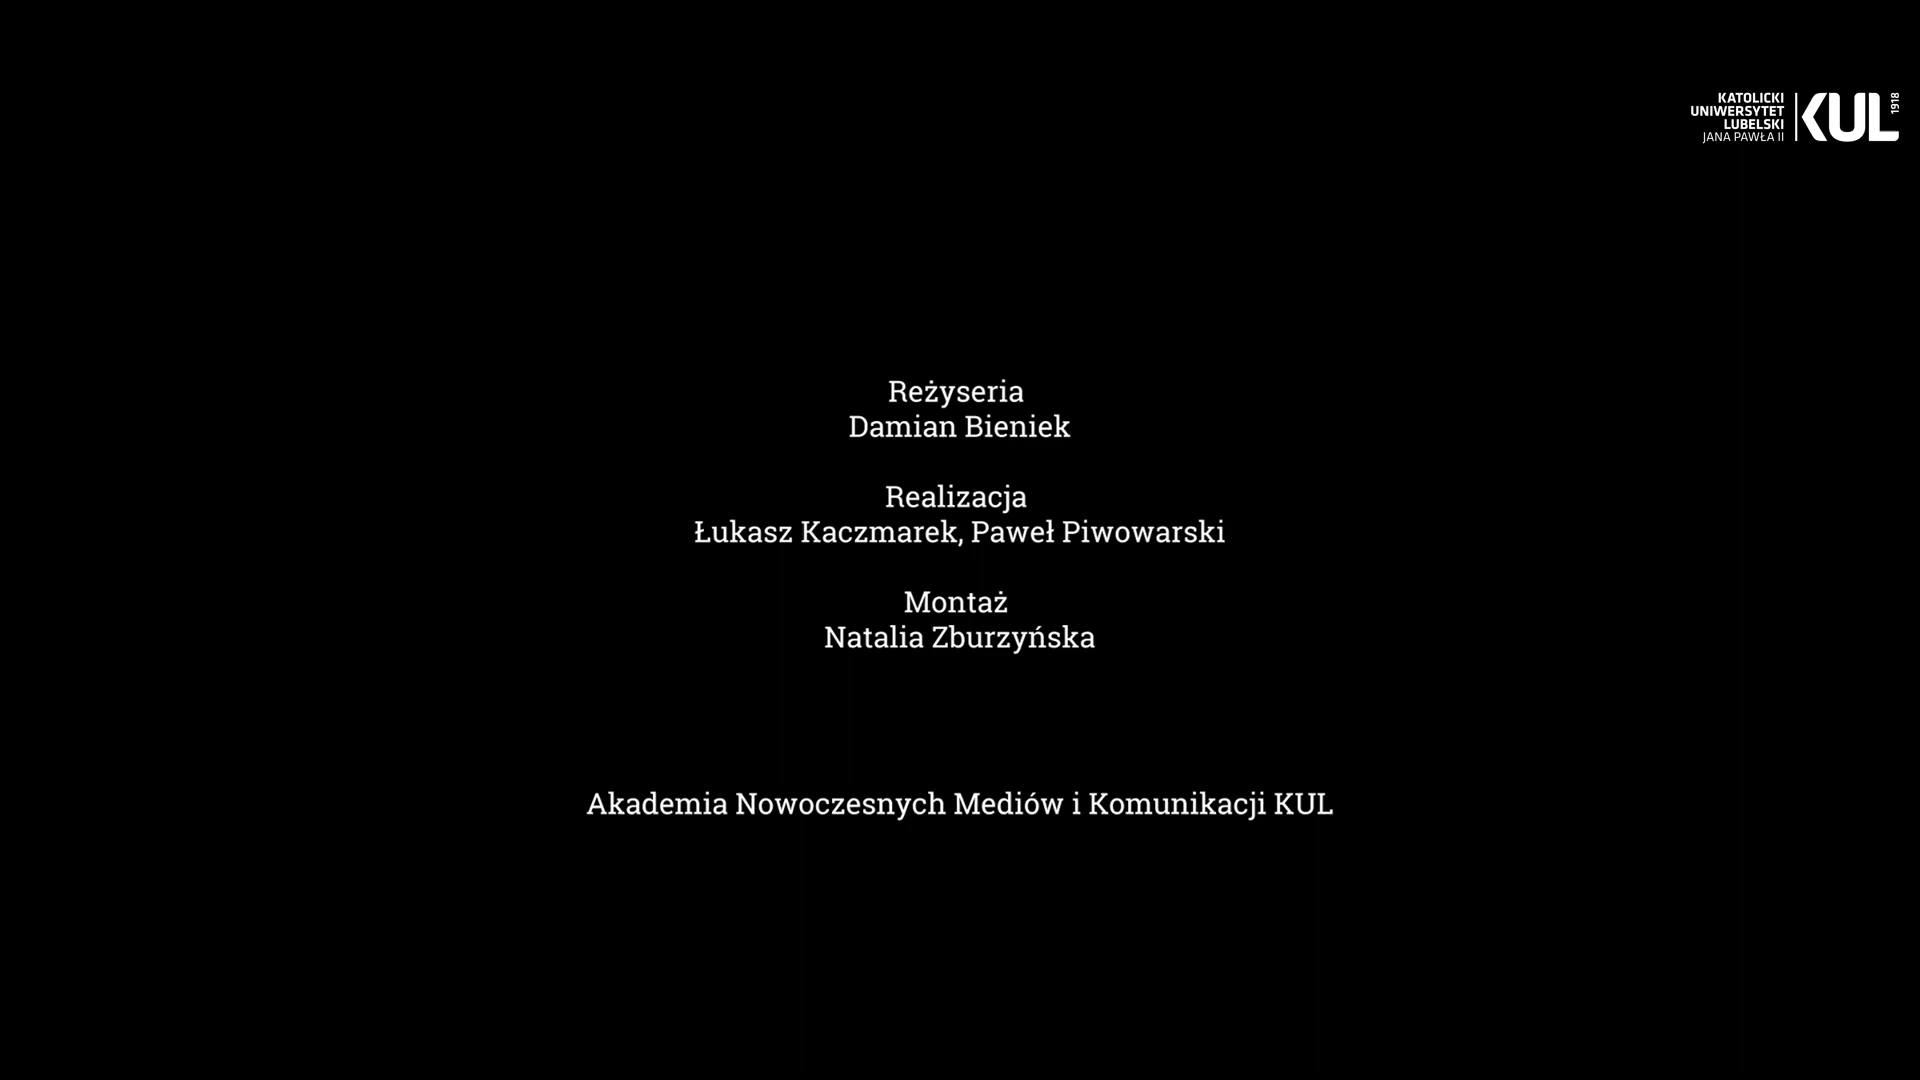 KATOLICKI
UNIWERSYTET
LUBELSKI
JANA PAWŁA II
KUL
1918
Reżyseria
Damian Bieniek
Realizacja
Łukasz Kaczmarek, Paweł Piwowarski
Montaż
Natalia Zburzyńska
Akademia Nowoczesnych Mediów i Komunikacji KUL